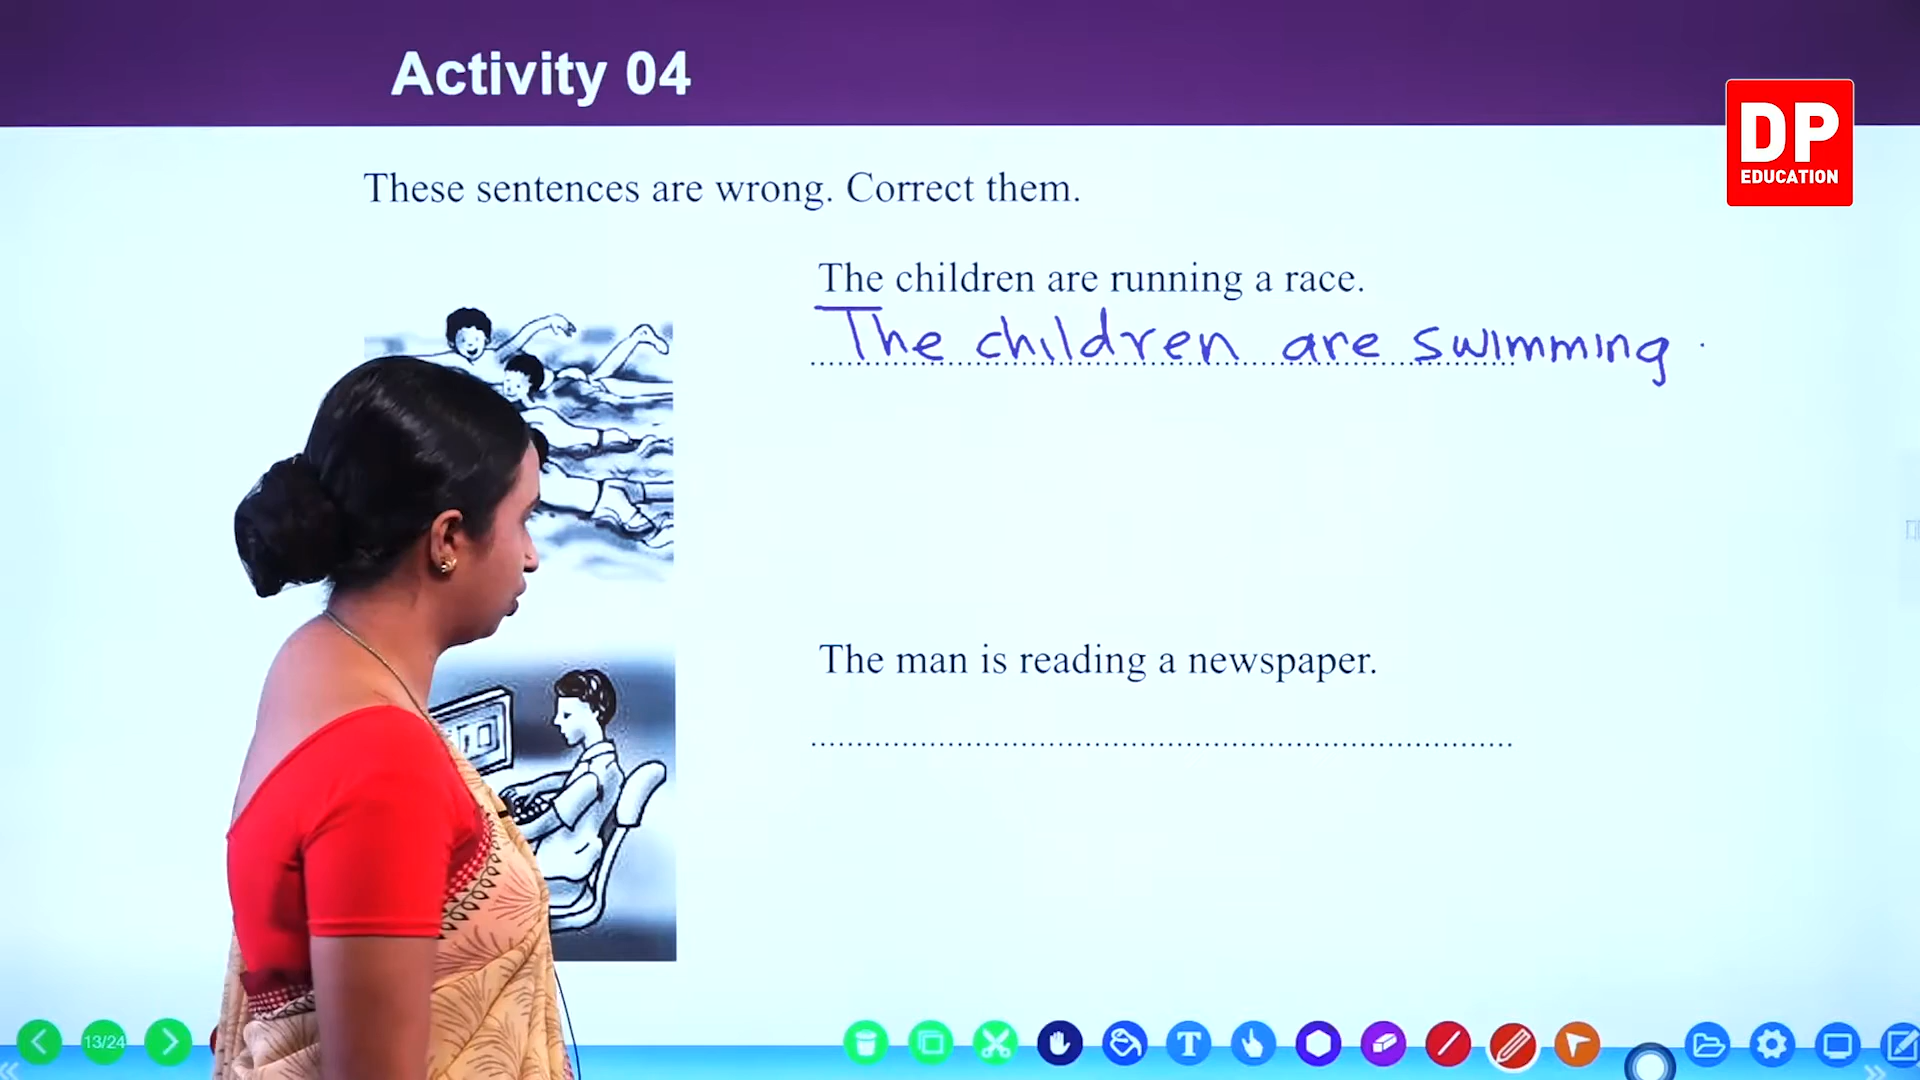 Activity 04
DP
EDUCATION
These sentences are wrong. Correct them.
The children are running a race.
The children are swimming .
The man is reading a newspaper.
13/24
T